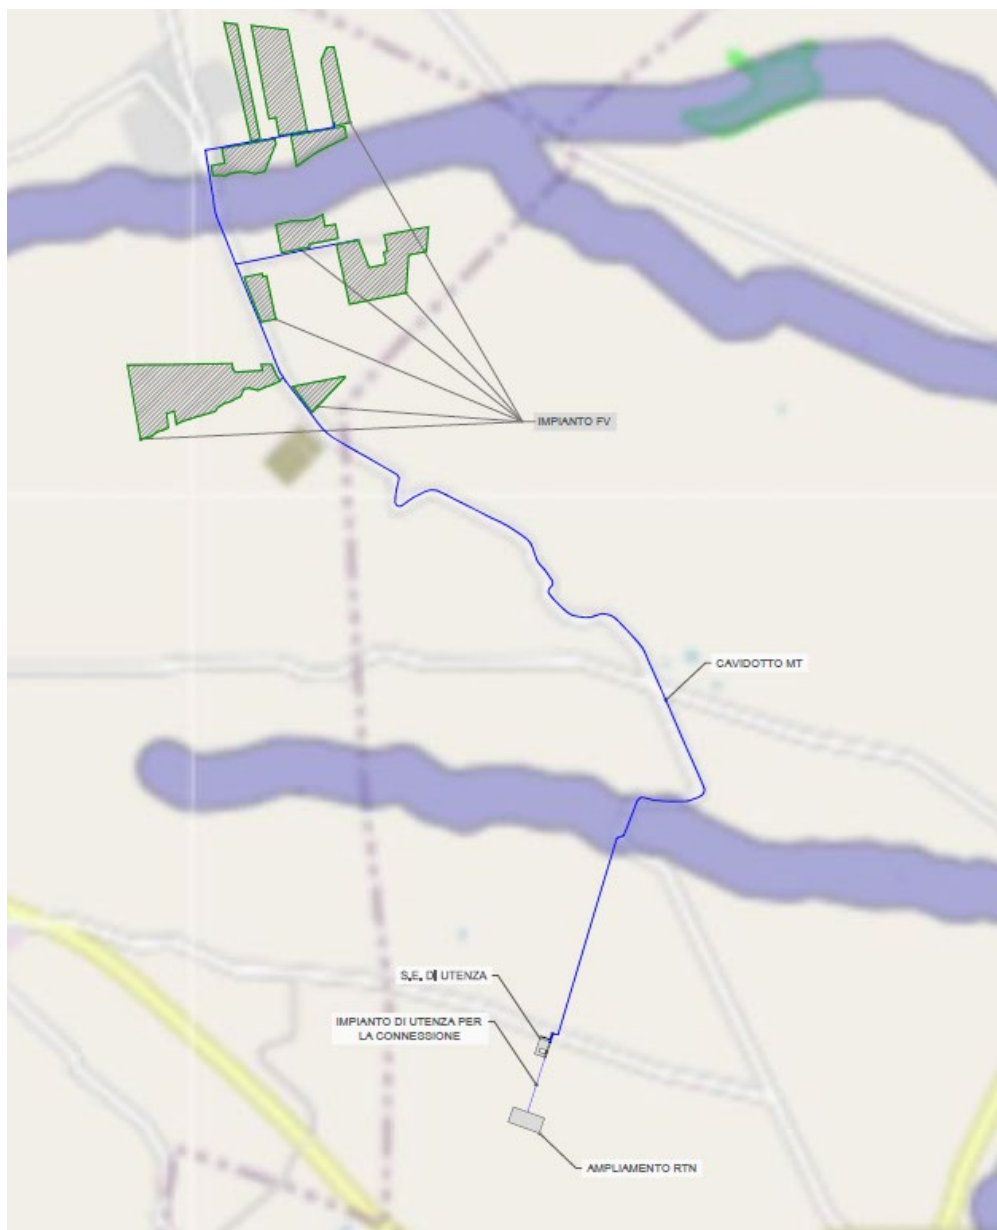 IMPIANTO FV
CAVIDOTTO MT
S.E. DI UTENZA
IMPIANTO DI UTENZA PER
LA CONNESSIONE
AMPLIAMENTO RTN